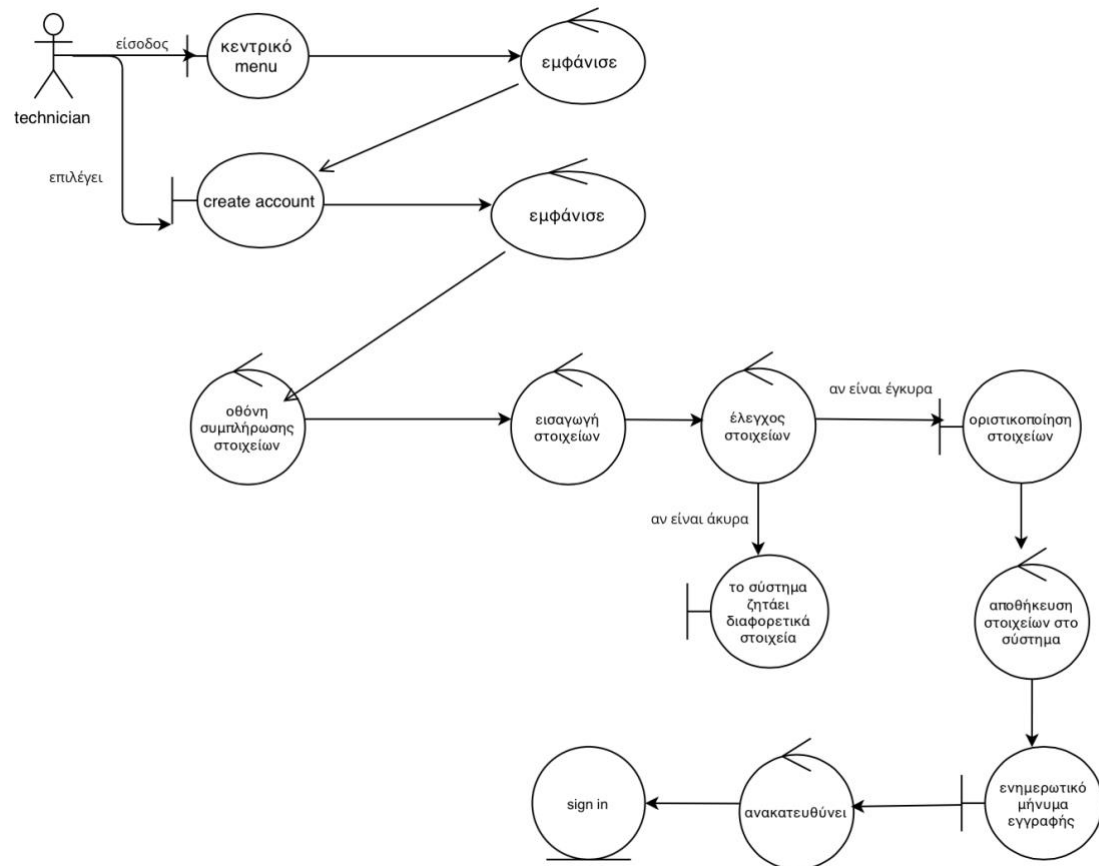 είσοδος
κεντρικό
menu
εμφάνισε
technician
επιλέγει
create account
εμφάνισε
οθόνη
συμπλήρωσης
στοιχείων
εισαγωγή
στοιχείων
έλεγχος
στοιχείων
αν είναι έγκυρα
οριστικοποίηση
στοιχείων
αν είναι άκυρα
το σύστημα
ζητάει
διαφορετικά
στοιχεία
αποθήκευση
στοιχείων στο
σύστημα
ενημερωτικό
μήνυμα
εγγραφής
ανακατευθύνει
sign in